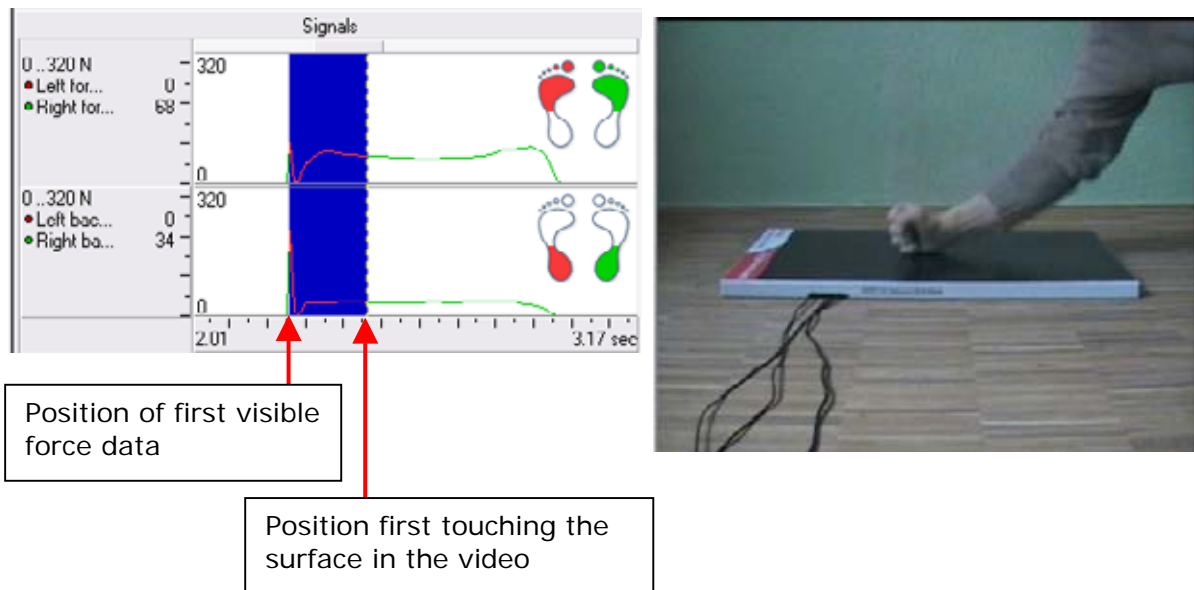 Signals
0..320 N
Left for... 0
Right for... 68
320
0
0..320 N
Left bac... 0
Right ba... 34
320
0
2.01 3.17 sec
Position of first visible
force data
Position first touching the
surface in the video